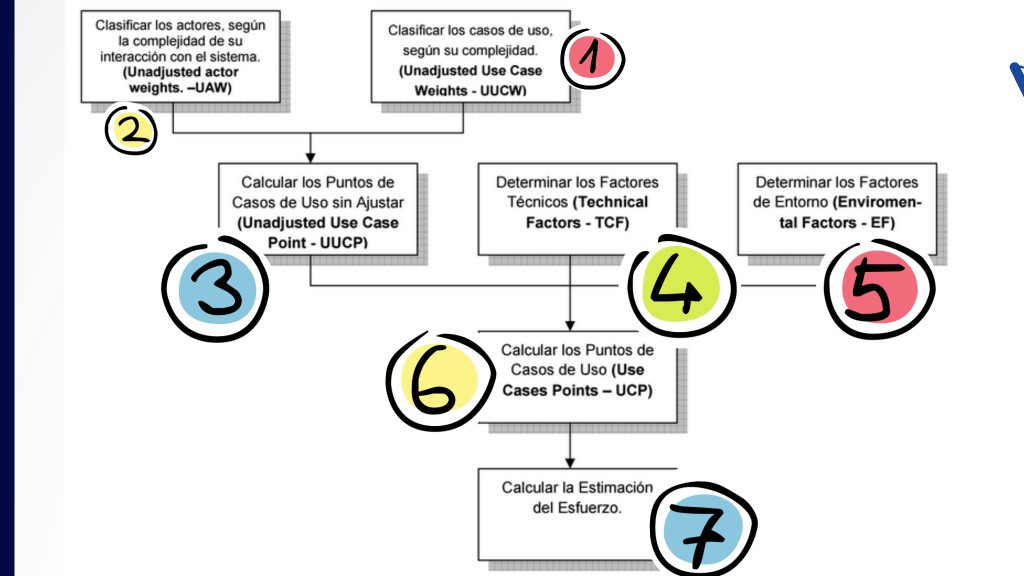 Clasificar los actores, según
la complejidad de su
interacción con el sistema.
(Unadjusted actor
weights. –UAW)
2
Clasificar los casos de uso,
según su complejidad.
(Unadjusted Use Case
Weights - UUCW)
1
Calcular los Puntos de
Casos de Uso sin Ajustar
(Unadjusted Use Case
Point - UUCP)
3
Determinar los Factores
Técnicos (Technical
Factors - TCF)
4
Determinar los Factores
de Entorno (Enviromen-
tal Factors - EF)
5
Calcular los Puntos de
Casos de Uso (Use
Cases Points – UCP)
6
Calcular la Estimación
del Esfuerzo.
7